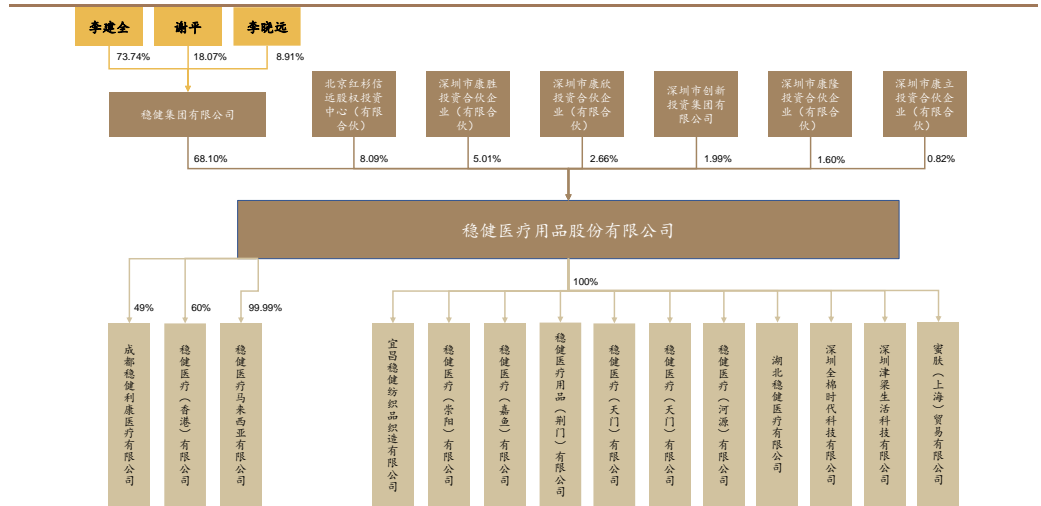 李建全
谢平
李晓远
73.74%
18.07%
8.91%
稳健集团有限公司
北京红杉信
远股权投资
中心（有限
合伙）
深圳市康胜
投资合伙企
业（有限合
伙）
深圳市康欣
投资合伙企
业（有限合
伙）
深圳市创新
投资集团有
限公司
深圳市康隆
投资合伙企
业（有限合
伙）
深圳市康立
投资合伙企
业（有限合
伙）
68.10%
8.09%
5.01%
2.66%
1.99%
1.60%
0.82%
稳健医疗用品股份有限公司
49%
60%
99.99%
100%
成都稳健利康医疗有限公司
稳健医疗（香港）有限公司
稳健医疗马来西亚有限公司
宜昌稳健纺织品织造有限公司
稳健医疗（崇阳）有限公司
稳健医疗（嘉鱼）有限公司
稳健医疗用品（荆门）有限公司
稳健医疗（天门）有限公司
稳健医疗（天门）有限公司
稳健医疗（河源）有限公司
湖北稳健医疗有限公司
深圳全棉时代科技有限公司
深圳津梁生活科技有限公司
蜜肤（上海）贸易有限公司